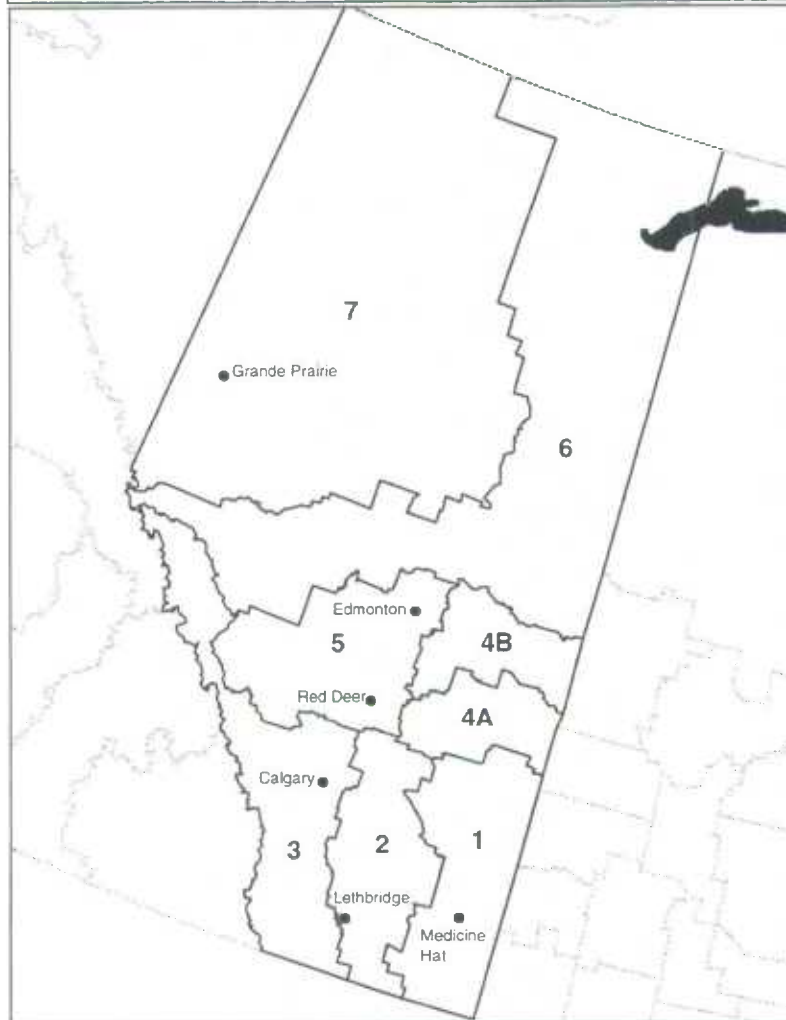 7
Grande Prairie
6
Edmonton
5
4B
Red Deer
4A
Calgary
3
2
1
Lethbridge
Medicine
Hat